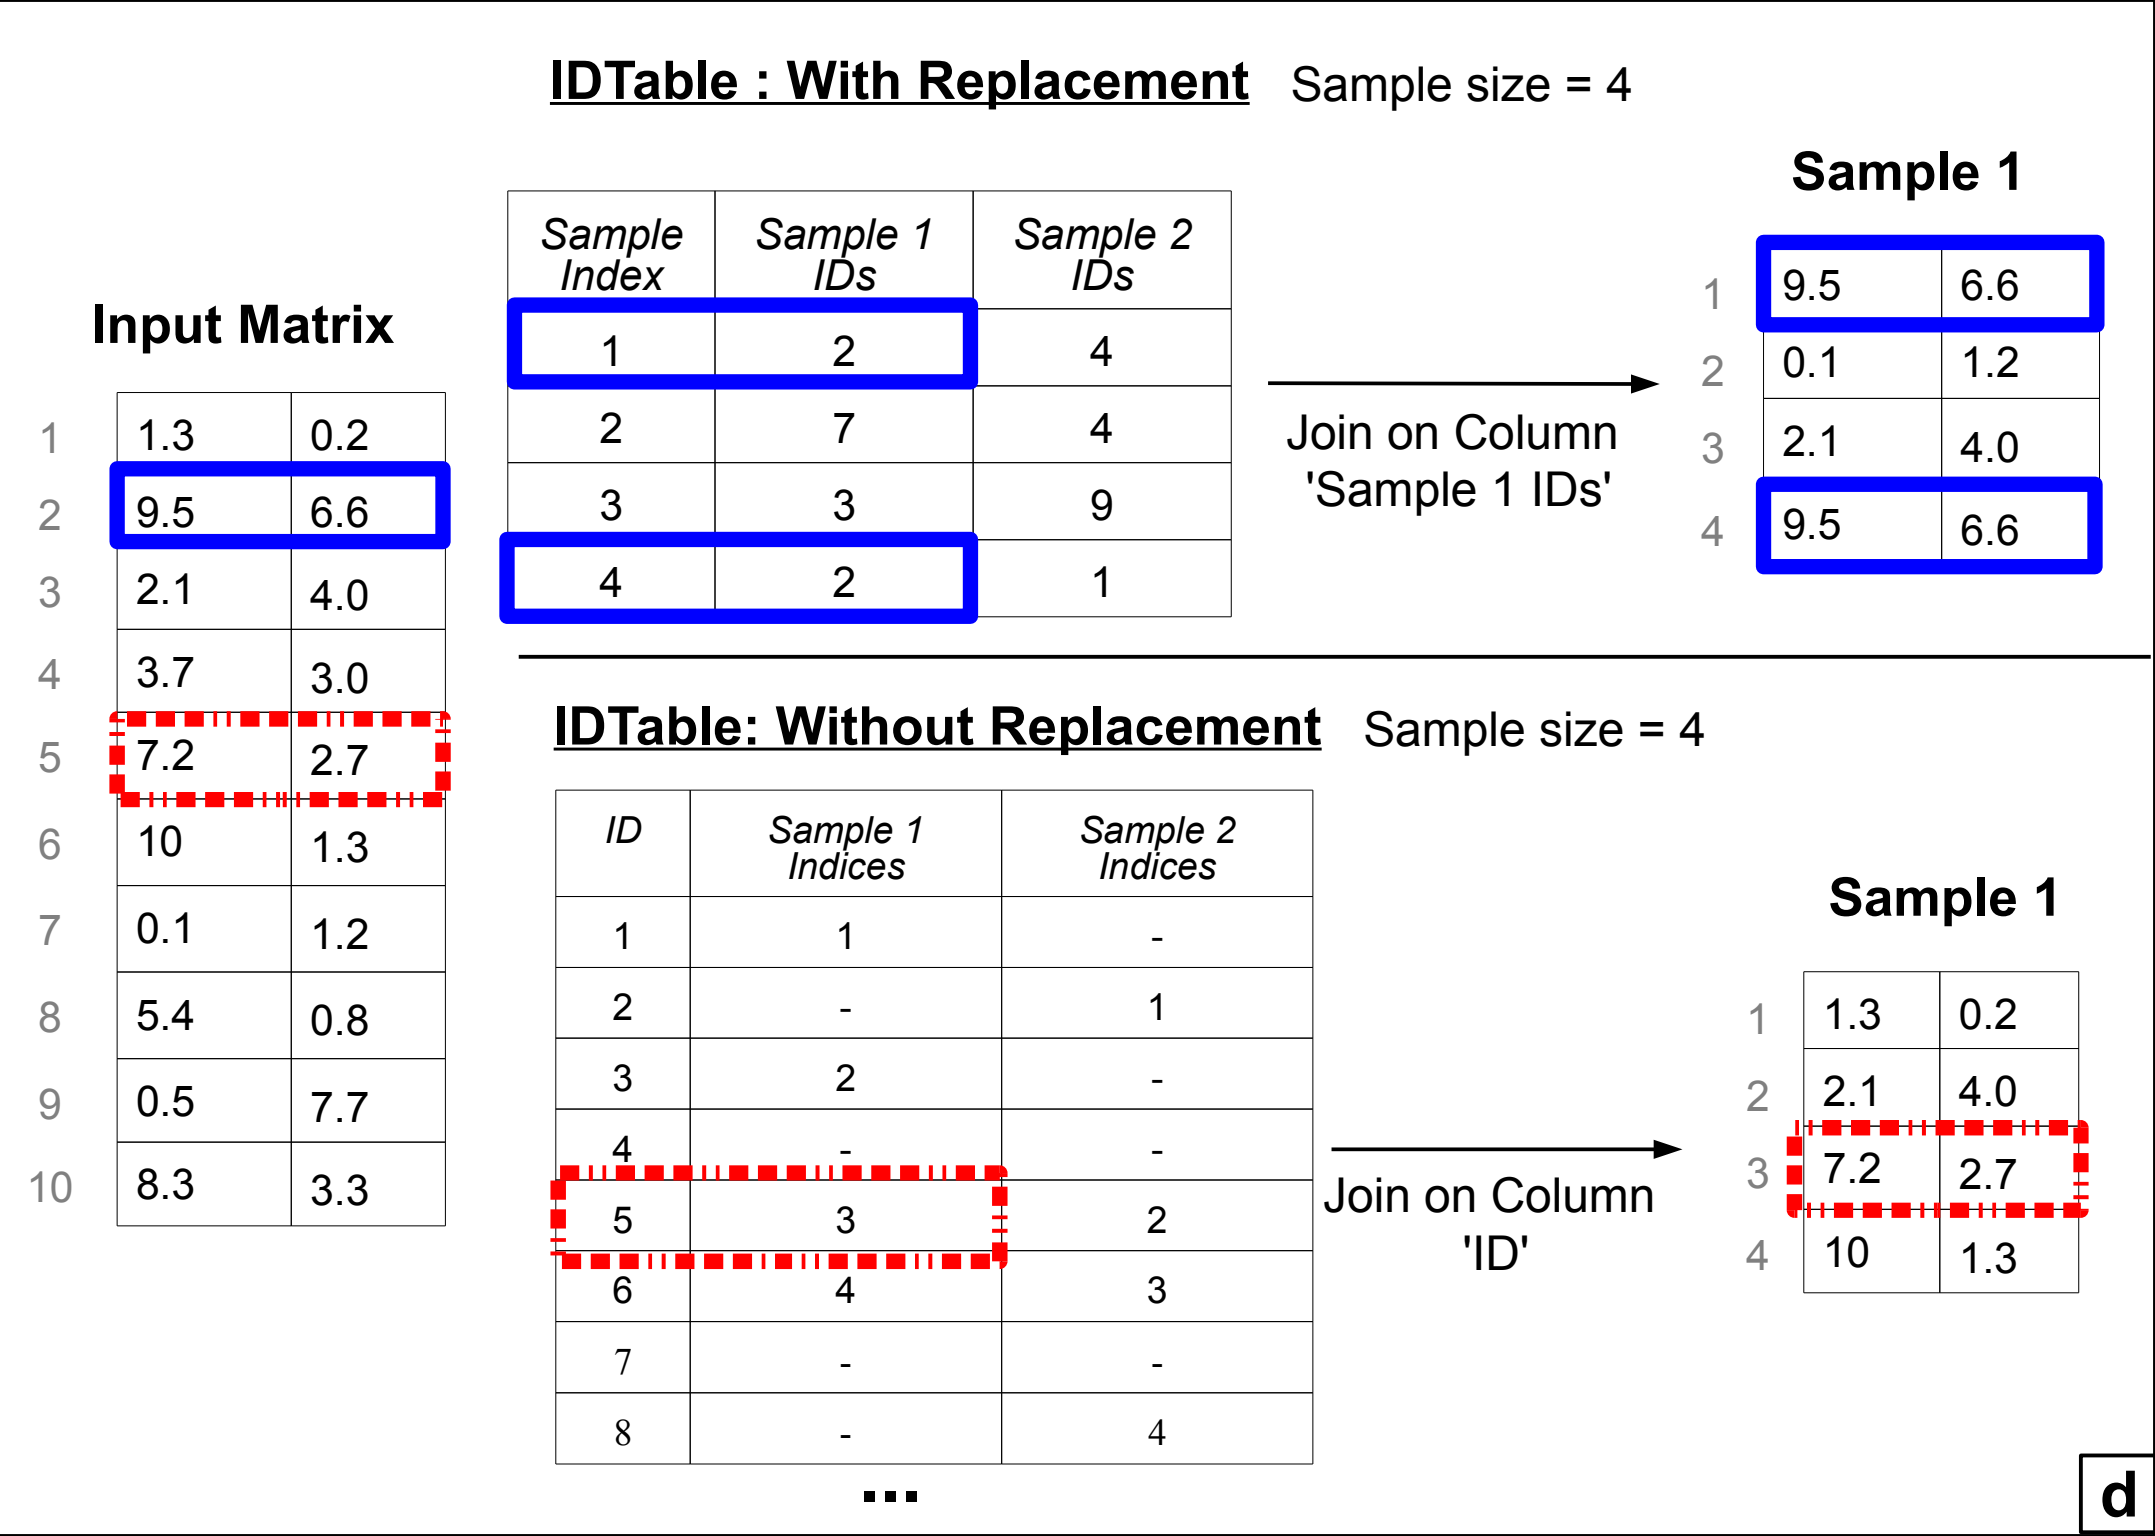 IDTable : With Replacement Sample size = 4
Input Matrix
1 1.3 0.2
2 9.5 6.6
3 2.1 4.0
4 3.7 3.0
5 7.2 2.7
6 10 1.3
7 0.1 1.2
8 5.4 0.8
9 0.5 7.7
10 8.3 3.3
Sample Index Sample 1 IDs Sample 2 IDs
1 2 4
2 7 4
3 3 9
4 2 1
Join on Column
'Sample 1 IDs'
Sample 1
1 9.5 6.6
2 0.1 1.2
3 2.1 4.0
4 9.5 6.6
IDTable: Without Replacement Sample size = 4
ID Sample 1 Indices Sample 2 Indices
1 1 -
2 - 1
3 2 -
4 - -
5 3 2
6 4 3
7 - -
8 - 4
...
Join on Column
'ID'
Sample 1
1 1.3 0.2
2 2.1 4.0
3 7.2 2.7
4 10 1.3
d